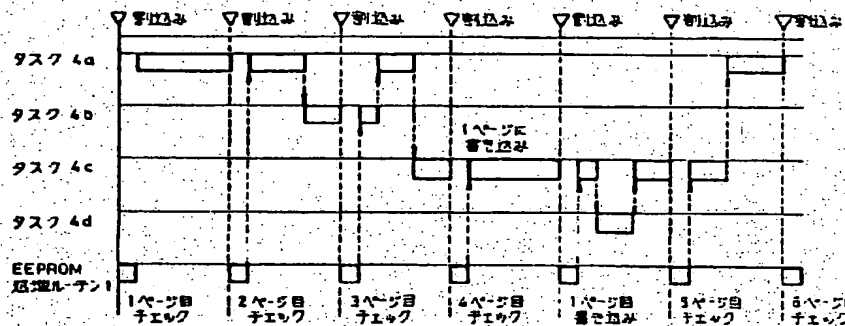 割込み 割込み 割込み 割込み 割込み 割込み 割込み
タスク 4a
タスク 4b
1ページに
書き込み
タスク 4c
タスク 4d
EEPROM
処理ルーチン1
1ページ目 2ページ目 3ページ目 4ページ目 1ページ目 5ページ目 6ページ目
チェック チェック チェック チェック 書き込み チェック チェック